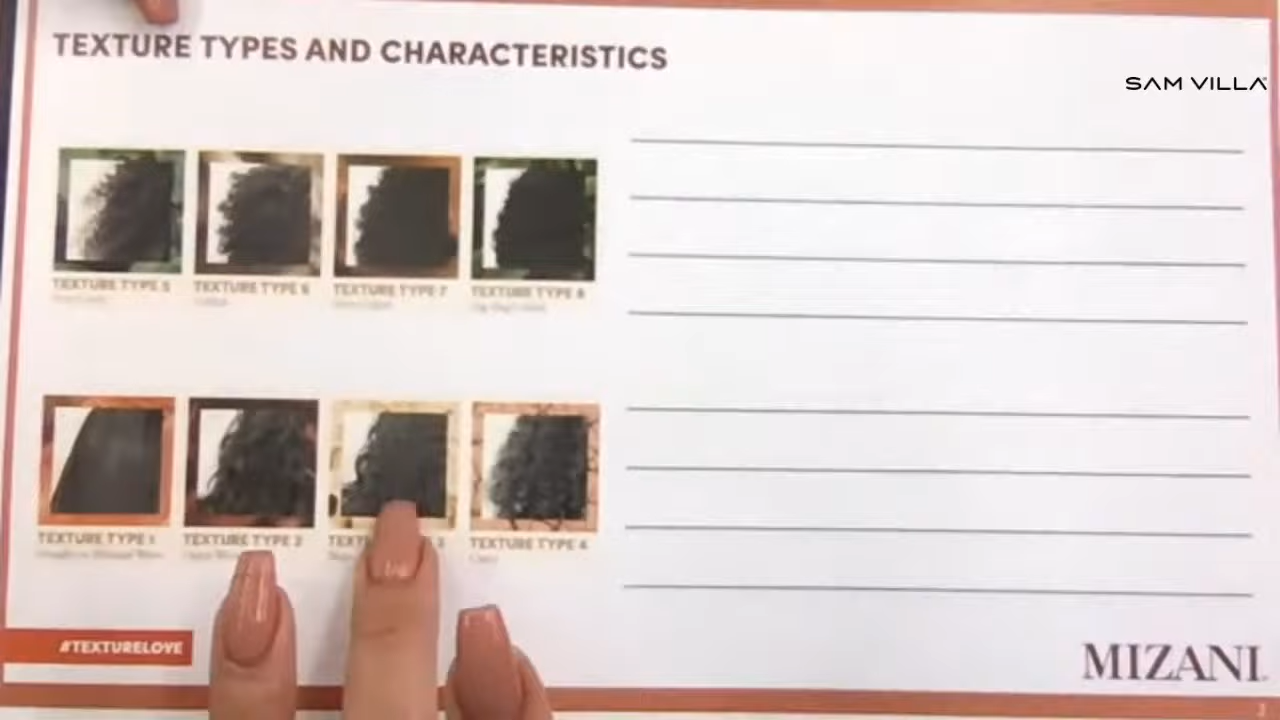 TEXTURE TYPES AND CHARACTERISTICS
SAM VILLA
TEXTURE TYPE 5
TEXTURE TYPE 6
TEXTURE TYPE 7
TEXTURE TYPE 8
TEXTURE TYPE 1
TEXTURE TYPE 2
3
TEXTURE TYPE 4
#TEXTURELOVE
MIZANI